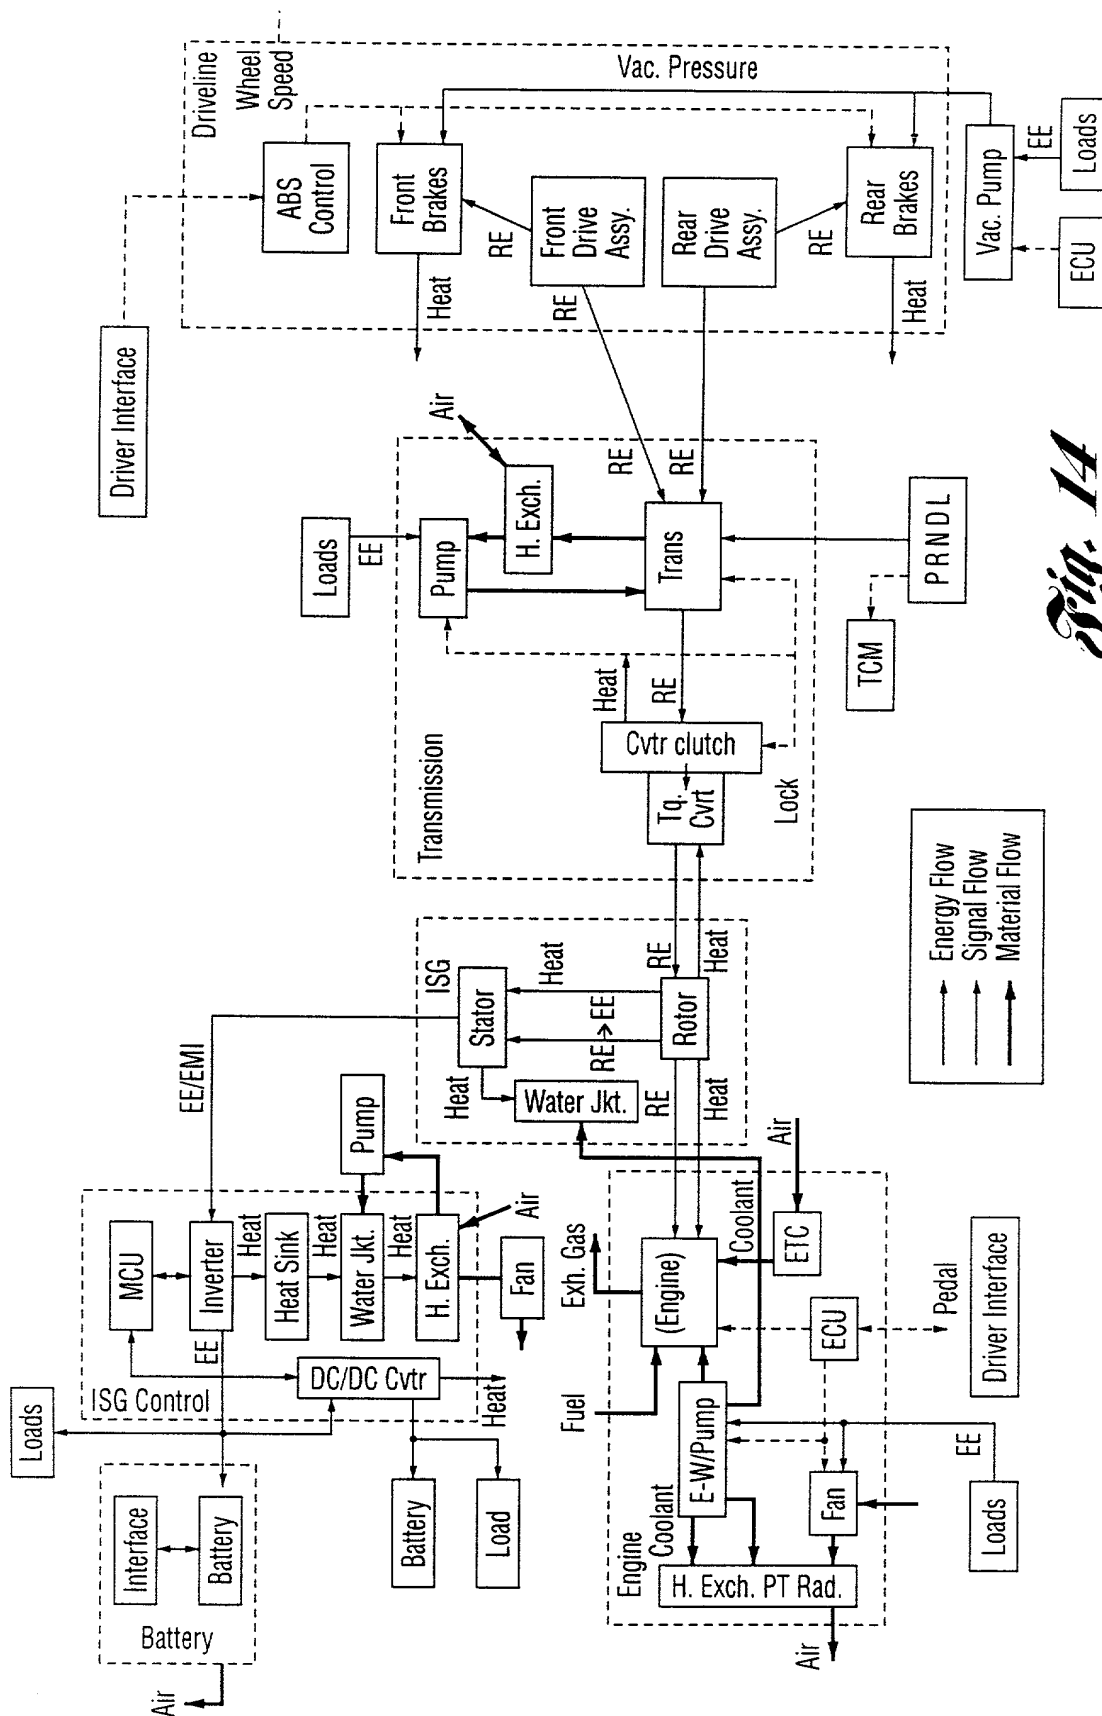 Driveline
Wheel
Speed
Vac. Pressure
ABS
Control
Front
Brakes
Front
Drive
Assy.
Rear
Drive
Assy.
Rear
Brakes
Vac. Pump
EE
Loads
ECU
RE
RE
RE
Heat
Heat
Driver Interface
Air
Loads
EE
Pump
H. Exch.
RE
RE
Trans
PRNDL
TCM
Heat
RE
Cvtr clutch
Tq.
Cvrt
Lock
Transmission
ISG
Stator
Heat
RE > EE
Rotor
RE
Heat
Heat
Water Jkt.
RE
Heat
EE/EMI
Pump
MCU
Inverter
Heat
Heat Sink
Heat
Water Jkt.
Heat
H. Exch.
Air
Fan
EE
DC/DC Cvtr
Heat
ISG Control
Loads
Interface
Battery
Battery
Air
Battery
Load
Exh. Gas
(Engine)
Coolant
ETC
Air
Fuel
ECU
Pedal
Driver Interface
E-W/Pump
Coolant
Engine
Fan
EE
Loads
H. Exch. PT Rad.
Air
Energy Flow
Signal Flow
Material Flow
Fig. 14